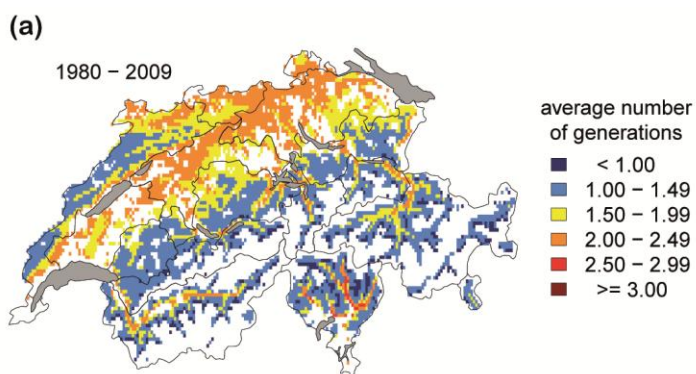 (a)
1980 – 2009
average number
of generations
< 1.00
1.00 – 1.49
1.50 – 1.99
2.00 – 2.49
2.50 – 2.99
>= 3.00